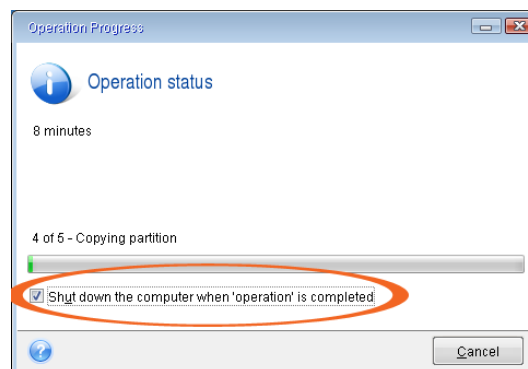 Operation Progress
Operation status
8 minutes
4 of 5 - Copying partition
Shut down the computer when 'operation' is completed
Cancel